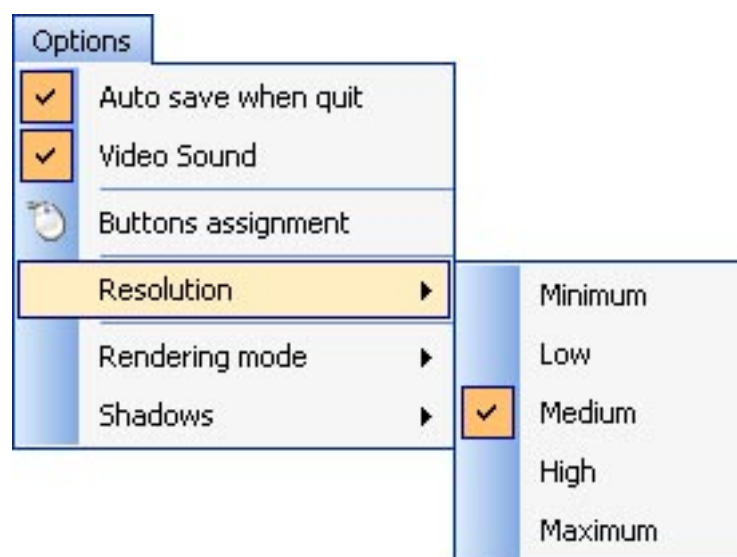 Options
Auto save when quit
Video Sound
Buttons assignment
Resolution
Rendering mode
Shadows
Minimum
Low
Medium
High
Maximum